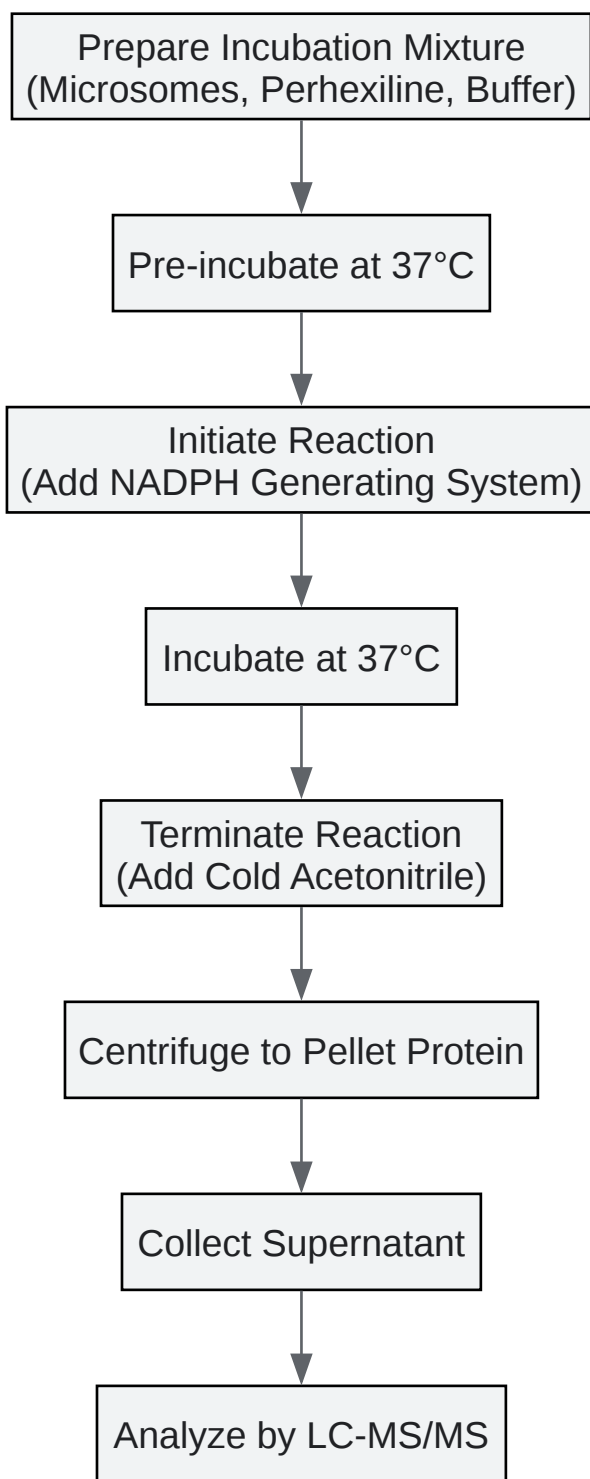 Prepare Incubation Mixture
(Microsomes, Perhexiline, Buffer)
Pre-incubate at 37°C
Initiate Reaction
(Add NADPH Generating System)
Incubate at 37°C
Terminate Reaction
(Add Cold Acetonitrile)
Centrifuge to Pellet Protein
Collect Supernatant
Analyze by LC-MS/MS